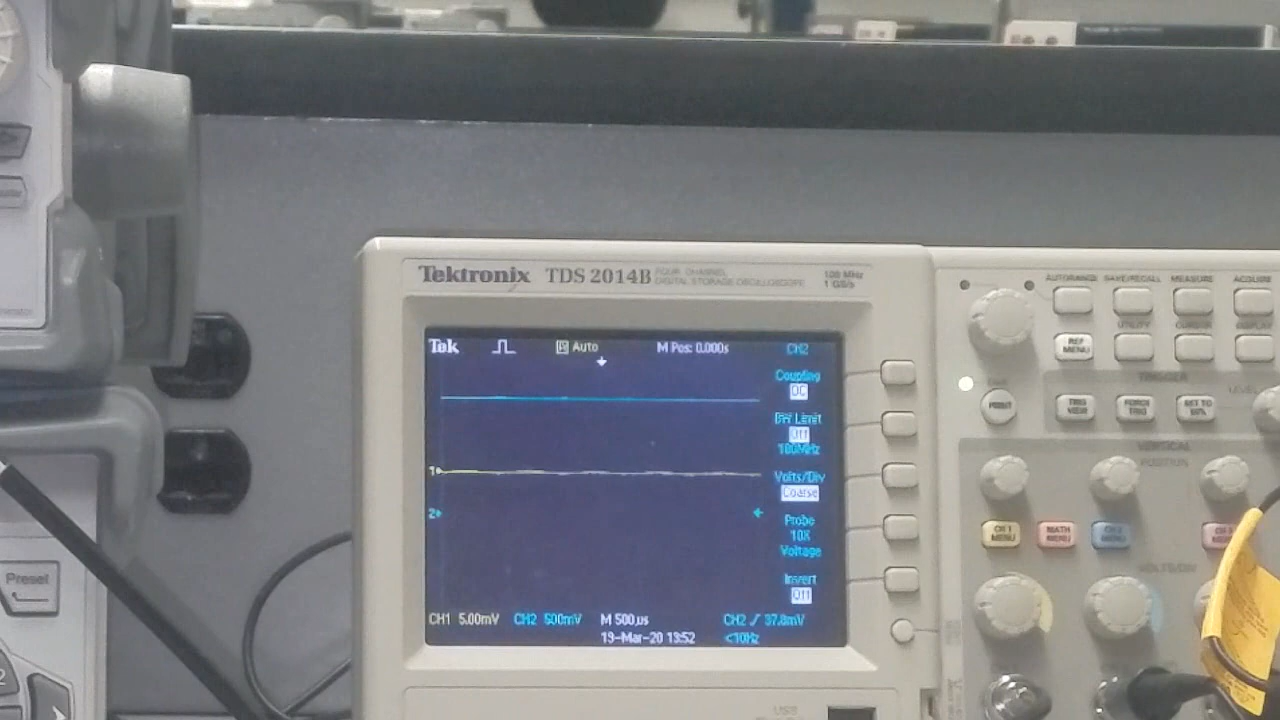 Tektronix TDS 2014B FOUR CHANNEL DIGITAL STORAGE OSCILLOSCOPE 100 MHz 1 GS/s
Tek Auto M Pos: 0.000s CH2
Coupling
DC
BW Limit
Off
100MHz
Volts/Div
Coarse
1
2
Probe
10X
Voltage
Invert
Off
CH1 5.00mV CH2 500mV M 500µs CH2 37.8mV
19-Mar-20 13:52 <10Hz
AUTORANGE SAVE/RECALL MEASURE ACQUIRE
REF MENU UTILITY CURSOR DISPLAY
TRIGGER
PRINT TRIG VIEW FORCE TRIG SET TO 50%
VERTICAL
POSITION
CH 1 MENU MATH MENU CH 2 MENU
VOLTS/DIV
USB
Preset
2